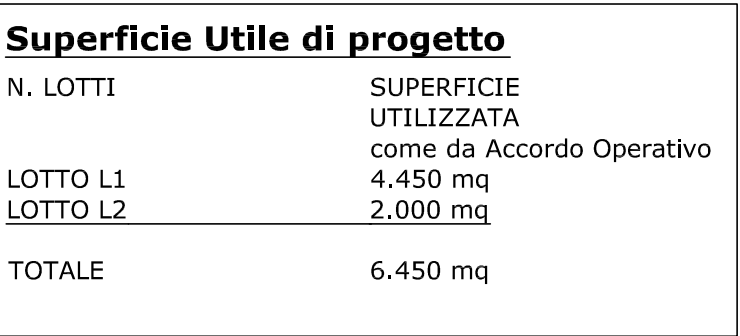 Superficie Utile di progetto
N. LOTTI SUPERFICIE
UTILIZZATA
come da Accordo Operativo
LOTTO L1 4.450 mq
LOTTO L2 2.000 mq
TOTALE 6.450 mq